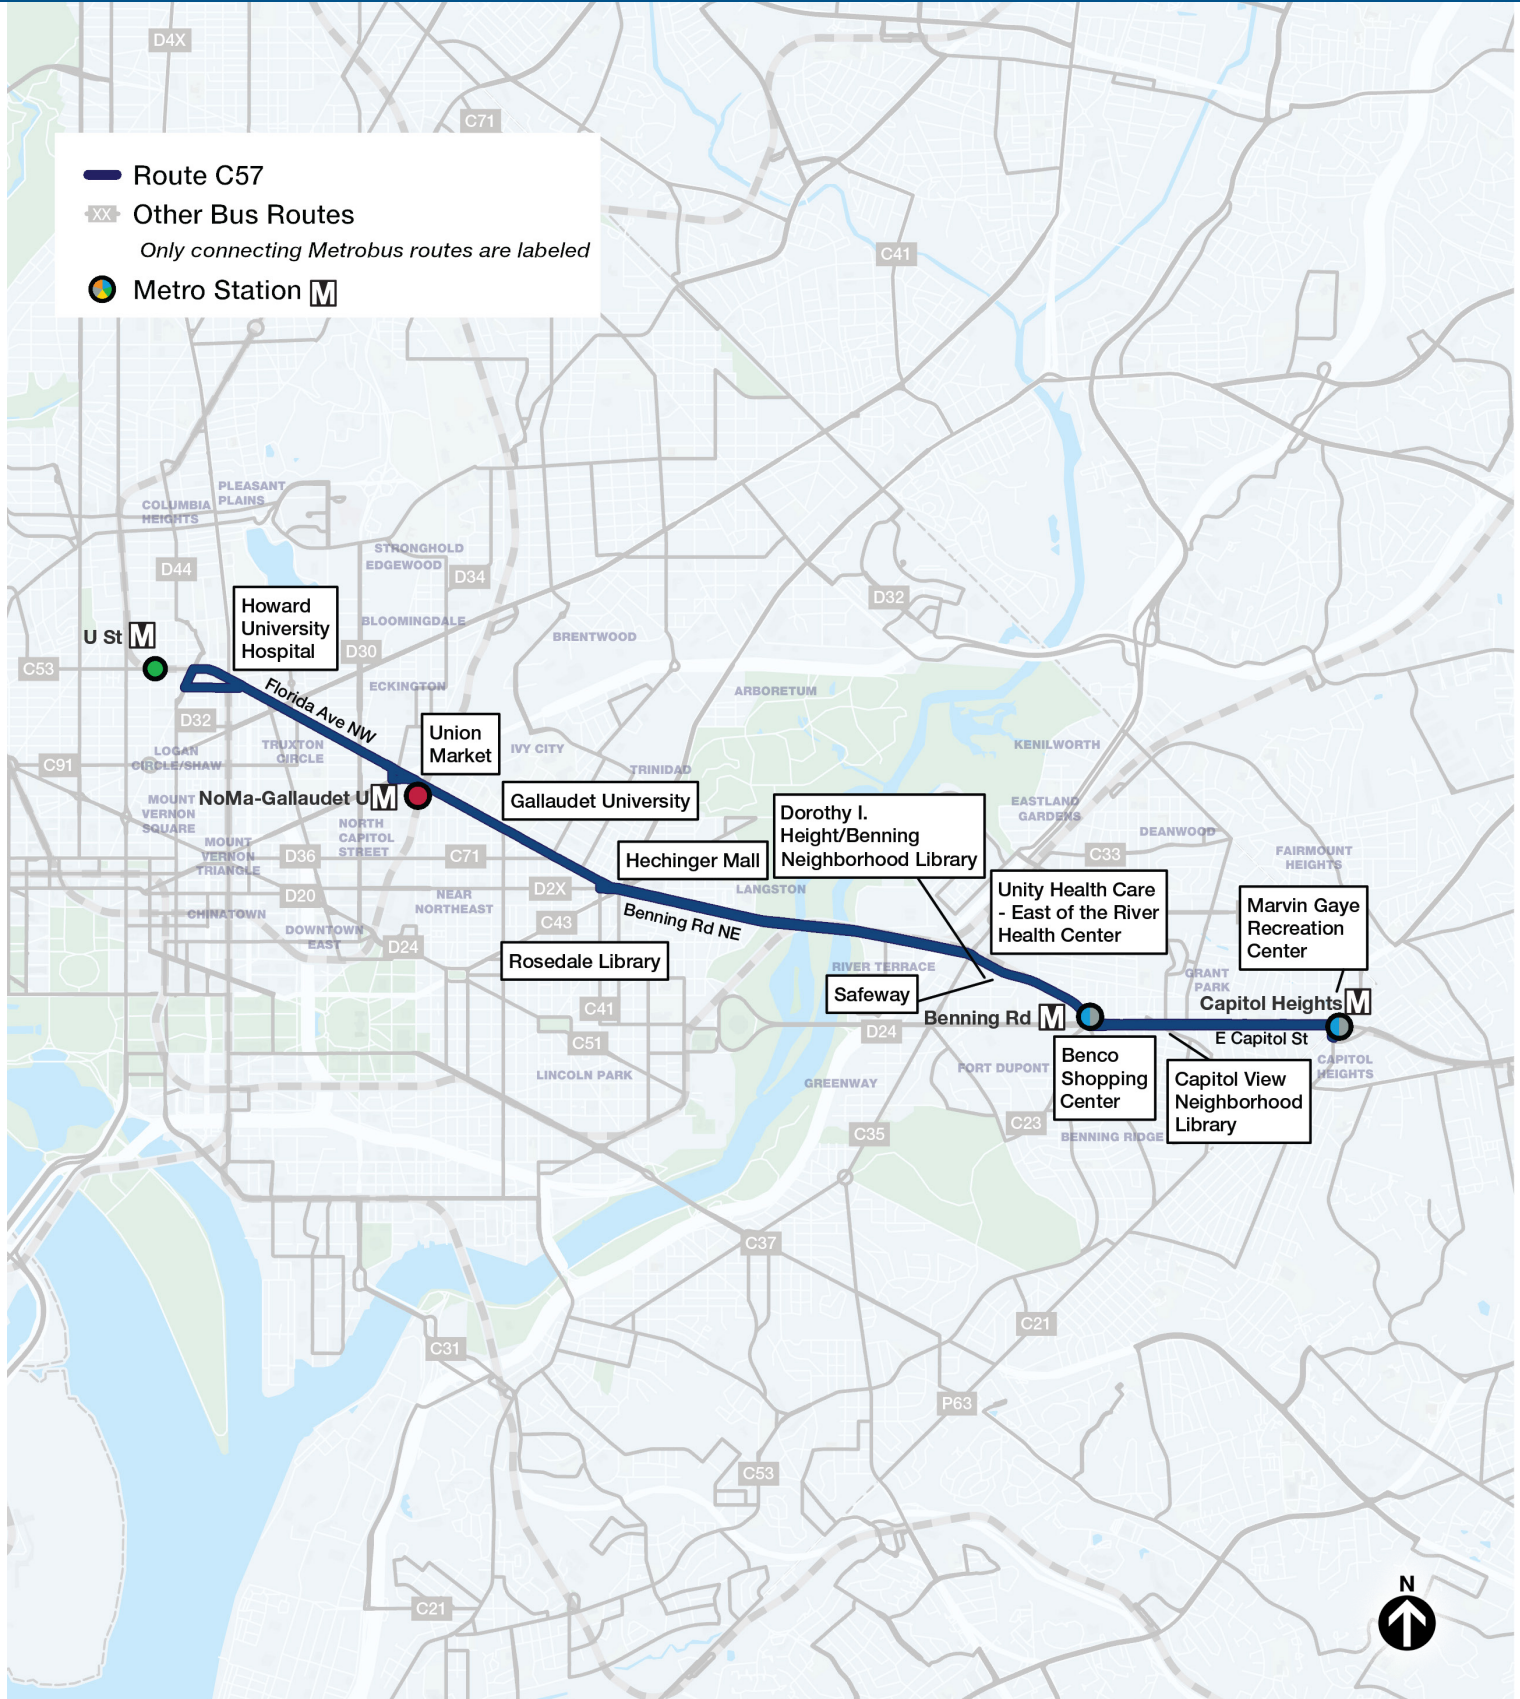 D4X
C71
Route C57
XX
Other Bus Routes
Only connecting Metrobus routes are labeled
Metro Station M
C41
PLEASANT
PLAINS
COLUMBIA
HEIGHTS
STRONGHOLD
EDGEWOOD
D44
D34
D32
Howard
University
Hospital
BLOOMINGDALE
BRENTWOOD
U St M
D30
C53
ECKINGTON
ARBORETUM
Florida Ave NW
D32
Union
Market
IVY CITY
KENILWORTH
TRUXTON
CIRCLE
LOGAN
CIRCLE/SHAW
C91
TRINIDAD
NoMa-Gallaudet U M
Gallaudet University
MOUNT
VERNON
SQUARE
EASTLAND
GARDENS
Dorothy I.
Height/Benning
Neighborhood Library
DEANWOOD
NORTH
CAPITOL
STREET
MOUNT
VERNON
TRIANGLE
D36
C71
Hechinger Mall
C33
FAIRMOUNT
HEIGHTS
D20
NEAR
NORTHEAST
D2X
LANGSTON
Unity Health Care
- East of the River
Health Center
Marvin Gaye
Recreation
Center
CHINATOWN
C43
Benning Rd NE
DOWNTOWN
EAST
D24
Rosedale Library
RIVER TERRACE
GRANT
PARK
Safeway
Capitol Heights M
C41
Benning Rd M
D24
E Capitol St
C51
LINCOLN PARK
GREENWAY
FORT DUPONT
Benco
Shopping
Center
Capitol View
Neighborhood
Library
CAPITOL
HEIGHTS
C35
C23
BENNING RIDGE
C37
C21
C31
P63
C53
C21
N